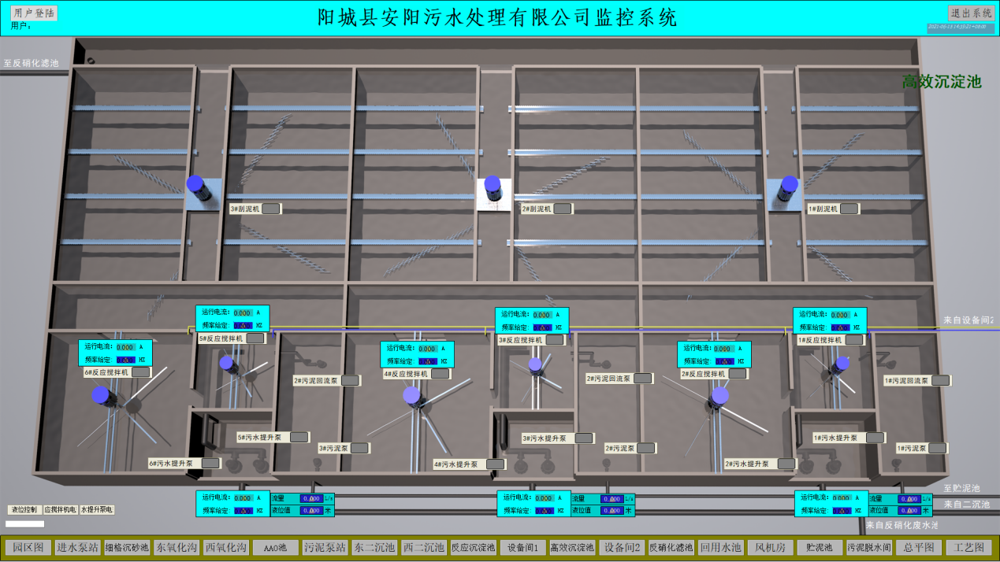 用户登陆
阳城县安阳污水处理有限公司监控系统
退出系统
用户:
至反硝化滤池
高效沉淀池
3#刮泥机
2#刮泥机
1#刮泥机
来自设备间2
运行电流: 0.000 A
频率给定: 0.000 HZ
5#反应搅拌机
运行电流: 0.000 A
频率给定: 0.000 HZ
3#反应搅拌机
运行电流: 0.000 A
频率给定: 0.000 HZ
1#反应搅拌机
运行电流: 0.000 A
频率给定: 0.000 HZ
6#反应搅拌机
运行电流: 0.000 A
频率给定: 0.000 HZ
4#反应搅拌机
运行电流: 0.000 A
频率给定: 0.000 HZ
2#反应搅拌机
2#污泥回流泵
2#污泥回流泵
1#污泥回流泵
5#污水提升泵
3#污水提升泵
1#污水提升泵
3#污泥泵
2#污泥泵
1#污泥泵
6#污水提升泵
4#污水提升泵
2#污水提升泵
至贮泥池
运行电流: 0.000 A 流量 0.000 L/s
频率给定: 0.000 HZ 液位值 0.000 米
运行电流: 0.000 A 流量 0.000 L/s
频率给定: 0.000 HZ 液位值 0.000 米
运行电流: 0.000 A 流量 0.000 L/s
频率给定: 0.000 HZ 液位值 0.000 米
来自二沉池
液位控制 应搅拌机电 水提升泵电
来自反硝化废水池
园区图 进水泵站 细格沉砂池 东氧化沟 西氧化沟 AAO池 污泥泵站 东二沉池 西二沉池 反应沉淀池 设备间1 高效沉淀池 设备间2 反硝化滤池 回用水池 风机房 贮泥池 污泥脱水间 总平图 工艺图